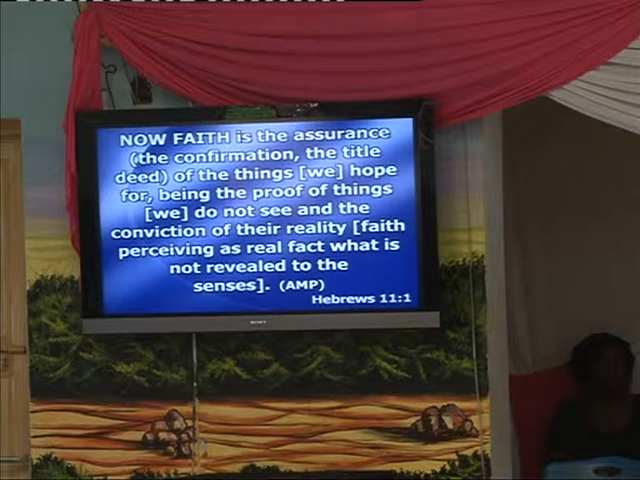 NOW FAITH is the assurance
(the confirmation, the title
deed) of the things [we] hope
for, being the proof of things
[we] do not see and the
conviction of their reality [faith
perceiving as real fact what is
not revealed to the
senses]. (AMP)
Hebrews 11:1
SONY